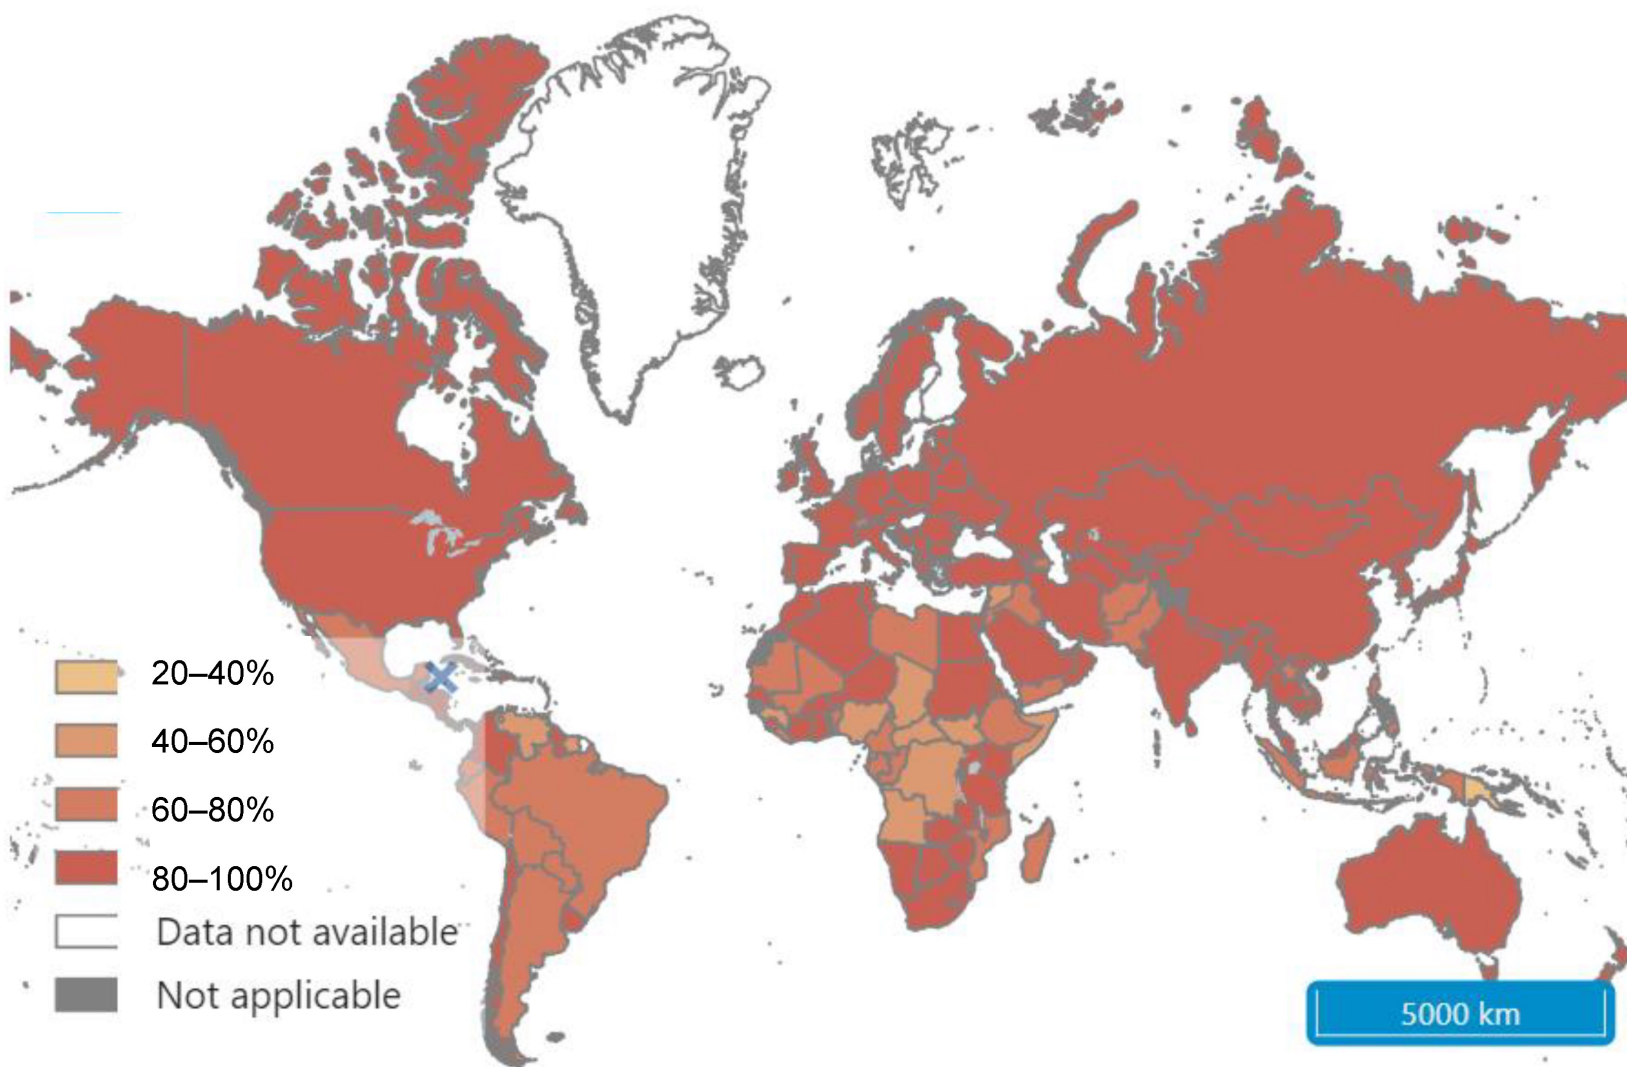 20–40%
40–60%
60–80%
80–100%
Data not available
Not applicable
5000 km